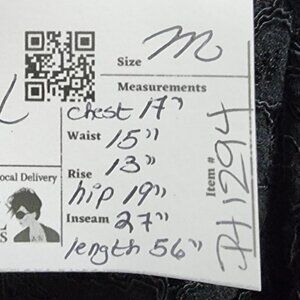 Size m
Measurements
chest 17"
Waist 15"
Rise 13"
hip 19"
Inseam 27"
length 56"
ocal Delivery
L
S
Item # PH1294